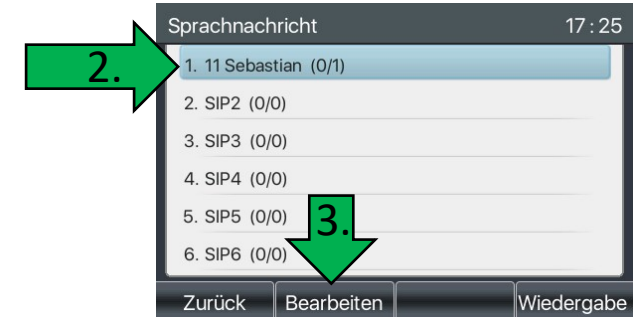 Sprachnachricht 17:25
2.
1. 11 Sebastian (0/1)
2. SIP2 (0/0)
3. SIP3 (0/0)
4. SIP4 (0/0)
5. SIP5 (0/0)
3.
6. SIP6 (0/0)
Zurück Bearbeiten Wiedergabe